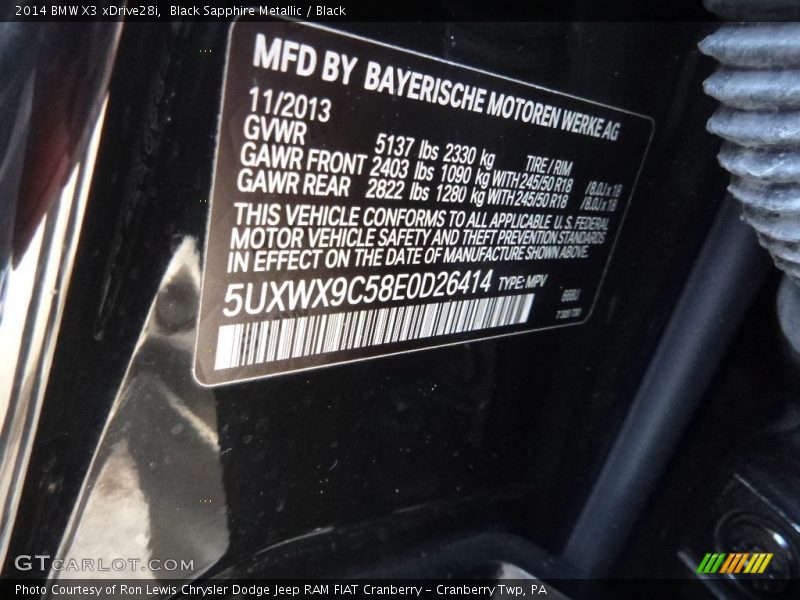 2014 BMW X3 xDrive28i, Black Sapphire Metallic / Black
MFD BY BAYERISCHE MOTOREN WERKE AG
11/2013
GVWR 5137 lbs 2330 kg TIRE / RIM
GAWR FRONT 2403 lbs 1090 kg WITH 245/50 R18 /8.0J x 18
GAWR REAR 2822 lbs 1280 kg WITH 245/50 R18 /8.0J x 18
THIS VEHICLE CONFORMS TO ALL APPLICABLE U.S. FEDERAL
MOTOR VEHICLE SAFETY AND THEFT PREVENTION STANDARDS
IN EFFECT ON THE DATE OF MANUFACTURE SHOWN ABOVE.
5UXWX9C58E0D26414 TYPE: MPV
GTCARLOT.COM
Photo Courtesy of Ron Lewis Chrysler Dodge Jeep RAM FIAT Cranberry - Cranberry Twp, PA